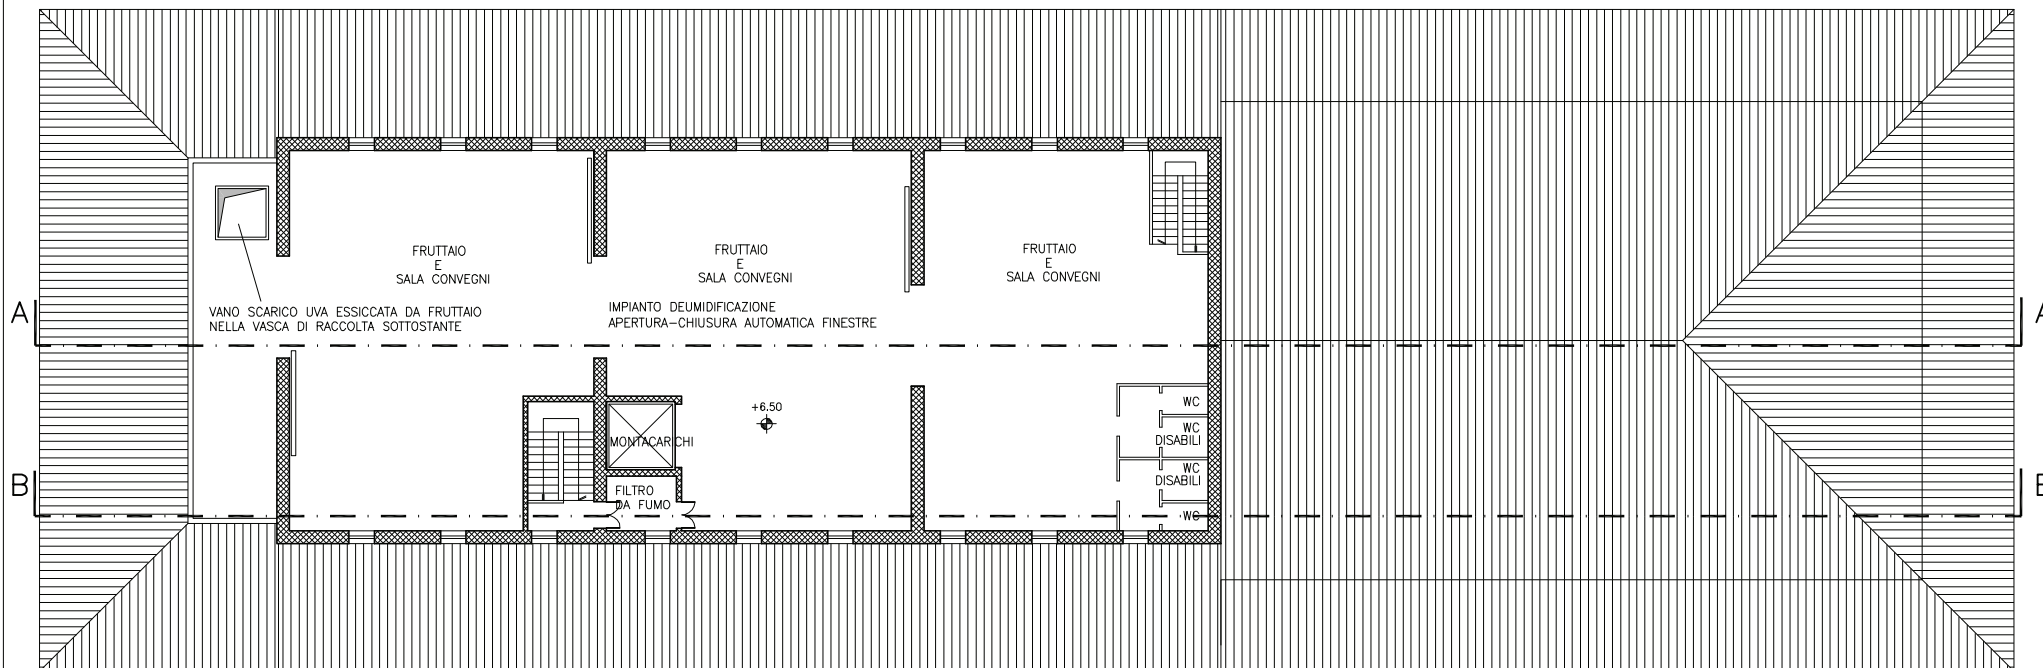 FRUTTAIO
E
SALA CONVEGNI
FRUTTAIO
E
SALA CONVEGNI
FRUTTAIO
E
SALA CONVEGNI
A
VANO SCARICO UVA ESSICCATA DA FRUTTAIO
NELLA VASCA DI RACCOLTA SOTTOSTANTE
IMPIANTO DEUMIDIFICAZIONE
APERTURA-CHIUSURA AUTOMATICA FINESTRE
A
+6.50
WC
WC
DISABILI
MONTACARICHI
WC
DISABILI
B
FILTRO
DA FUMO
WC
B